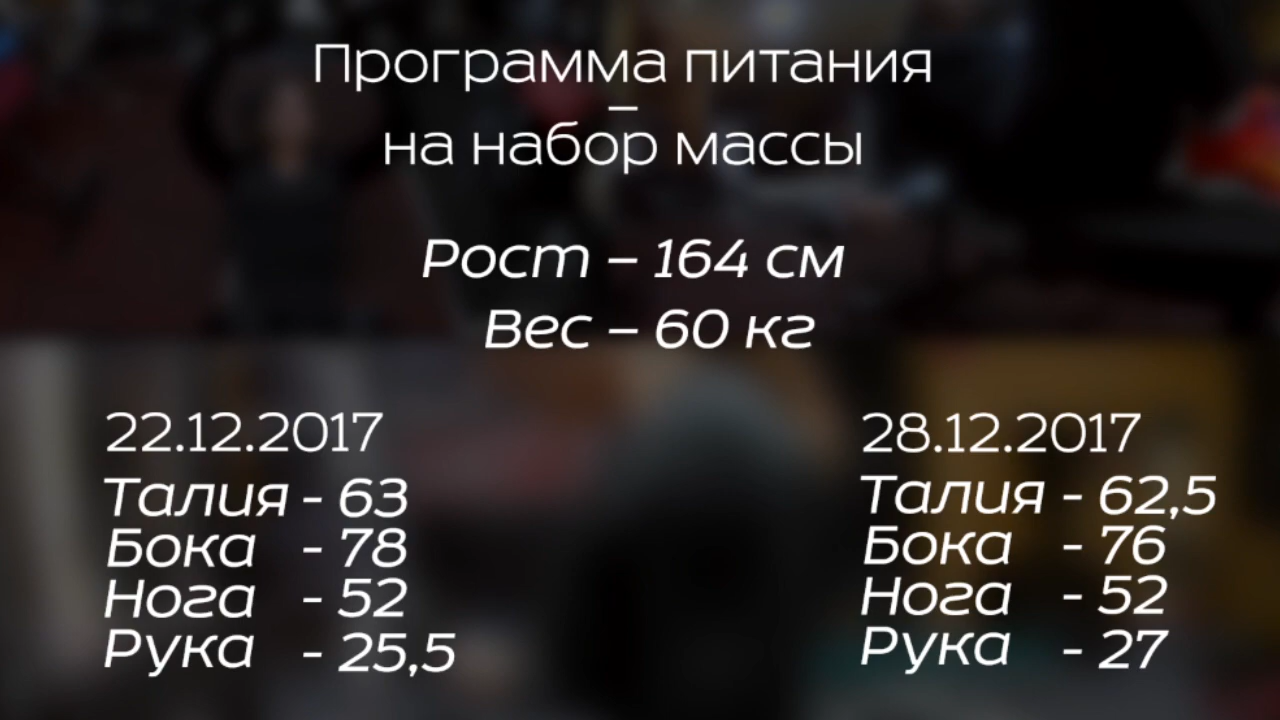 Программа питания
–
на набор массы
Рост – 164 см
Вес – 60 кг
22.12.2017
Талия - 63
Бока - 78
Нога - 52
Рука - 25,5
28.12.2017
Талия - 62,5
Бока - 76
Нога - 52
Рука - 27